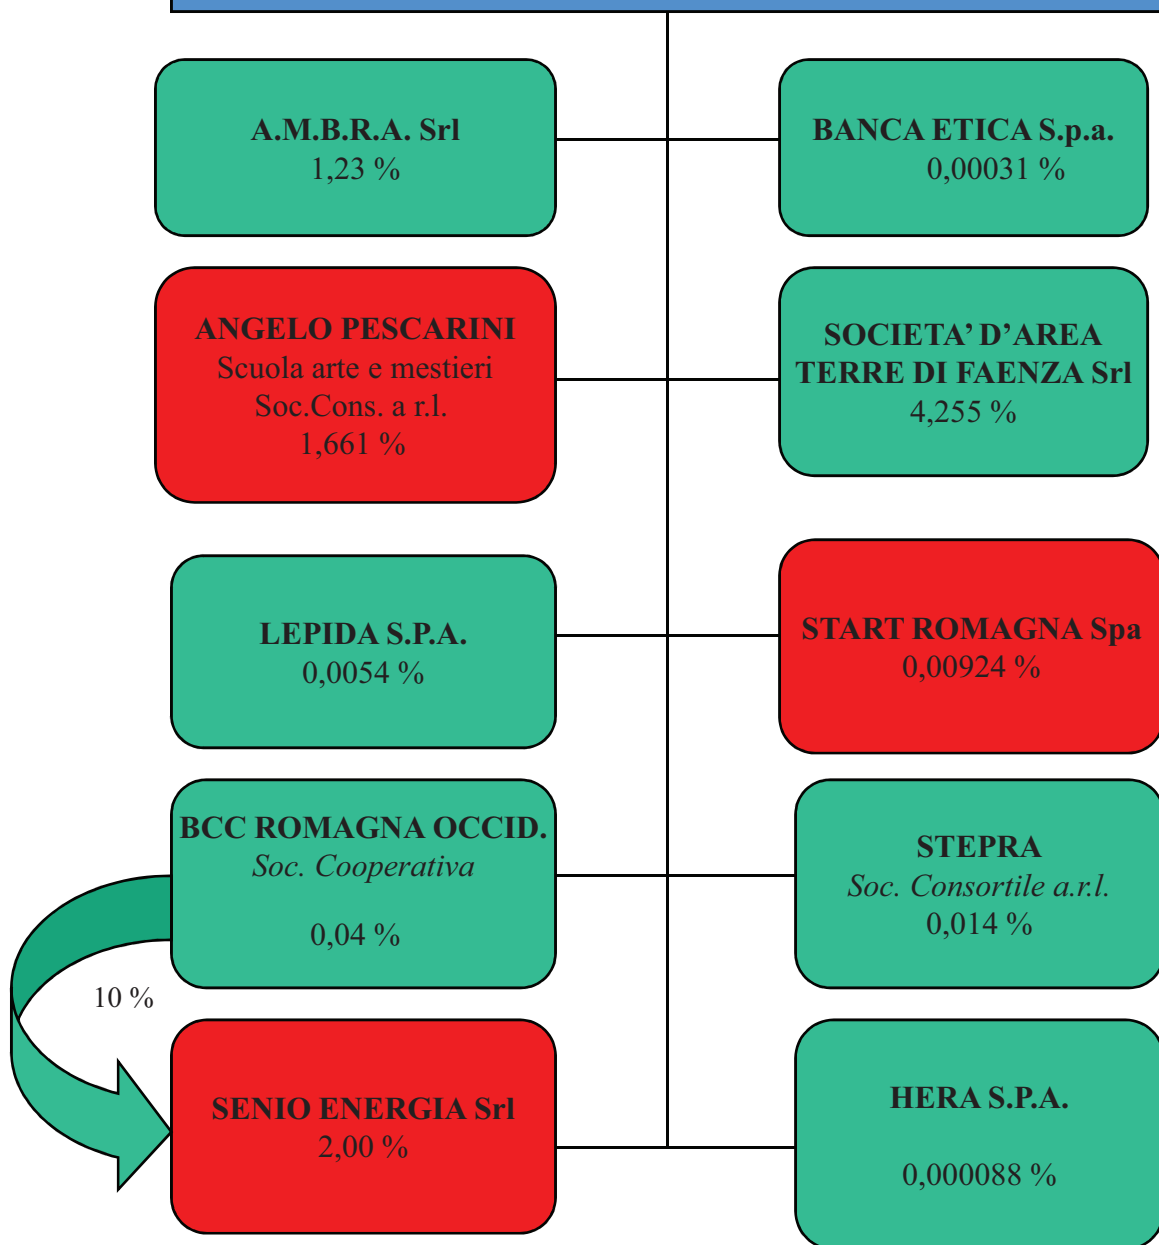 A.M.B.R.A. Srl
1,23 %
BANCA ETICA S.p.a.
0,00031 %
ANGELO PESCARINI
Scuola arte e mestieri
Soc.Cons. a r.l.
1,661 %
SOCIETA’ D’AREA
TERRE DI FAENZA Srl
4,255 %
LEPIDA S.P.A.
0,0054 %
START ROMAGNA Spa
0,00924 %
BCC ROMAGNA OCCID.
Soc. Cooperativa
0,04 %
STEPRA
Soc. Consortile a.r.l.
0,014 %
10 %
SENIO ENERGIA Srl
2,00 %
HERA S.P.A.
0,000088 %